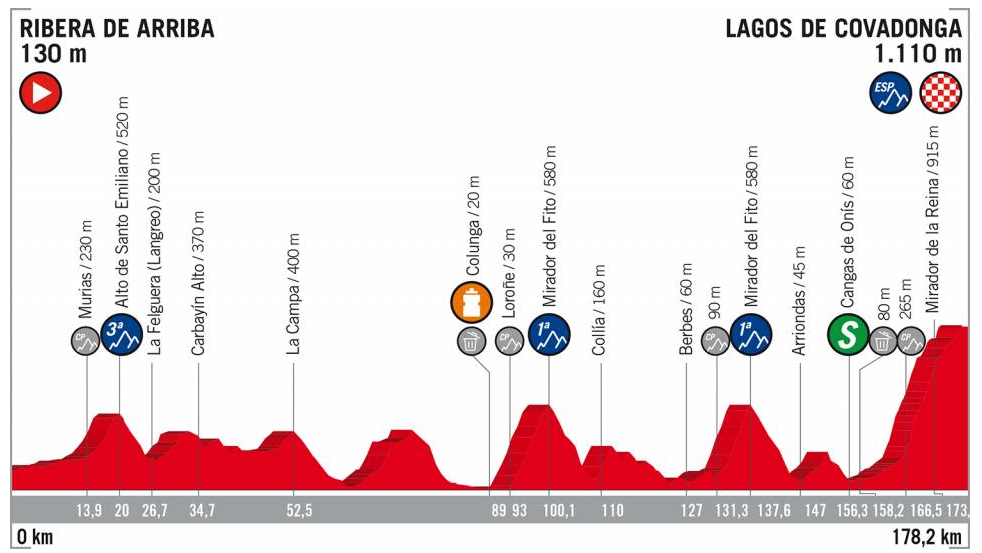 RIBERA DE ARRIBA
130 m
LAGOS DE COVADONGA
1.110 m
ESP
Murias / 230 m
CP
Alto de Santo Emiliano / 520 m
3ª
La Felguera (Langreo) / 200 m
Carbayín Alto / 370 m
La Campa / 400 m
Colunga / 20 m
Loroñe / 30 m
CP
Mirador del Fito / 580 m
1ª
Collía / 160 m
Berbes / 60 m
90 m
CP
Mirador del Fito / 580 m
1ª
Arriondas / 45 m
Cangas de Onís / 60 m
S
80 m
265 m
CP
Mirador de la Reina / 915 m
13,9 20 26,7 34,7 52,5 89 93 100,1 110 127 131,3 137,6 147 156,3 158,2 166,5 173,
0 km
178,2 km